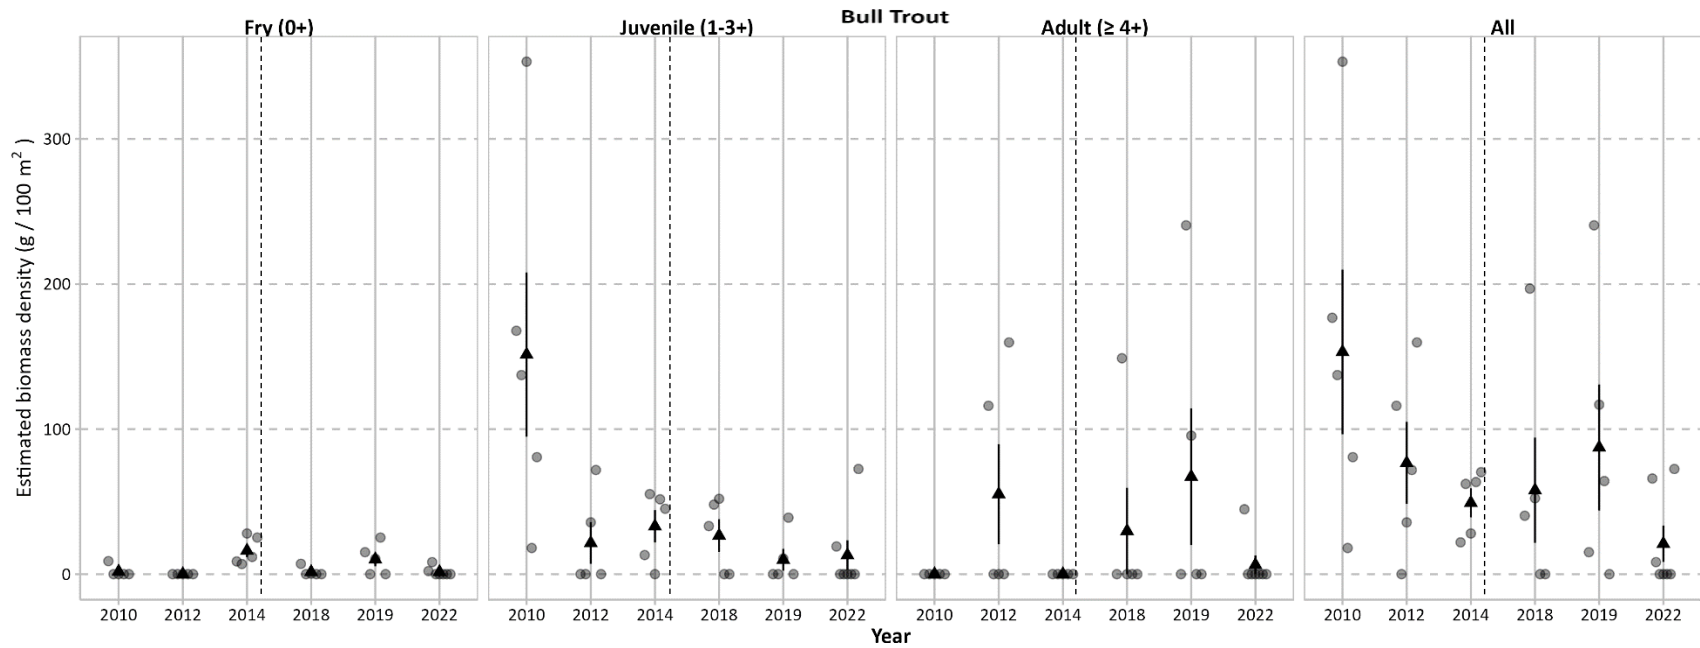 Bull Trout
Fry (0+) Juvenile (1-3+) Adult (≥ 4+) All
Estimated biomass density (g / 100 m²)
300
200
100
0
2010 2012 2014 2018 2019 2022 2010 2012 2014 2018 2019 2022 2010 2012 2014 2018 2019 2022 2010 2012 2014 2018 2019 2022
Year